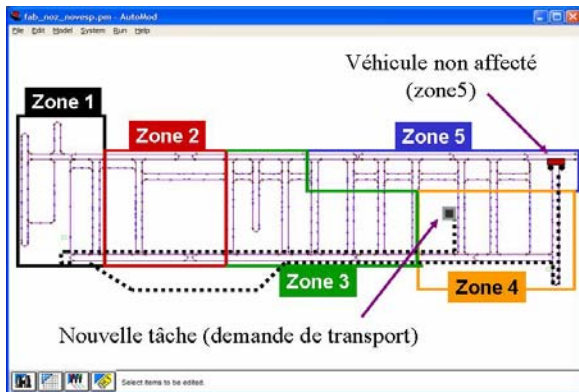 fab_noz_novesp.pm - AutoMod
File Edit Model System Run Help
Véhicule non affecté
(zone5)
Zone 1
Zone 2
Zone 5
Zone 3
Zone 4
Nouvelle tâche (demande de transport)
Select items to be edited.